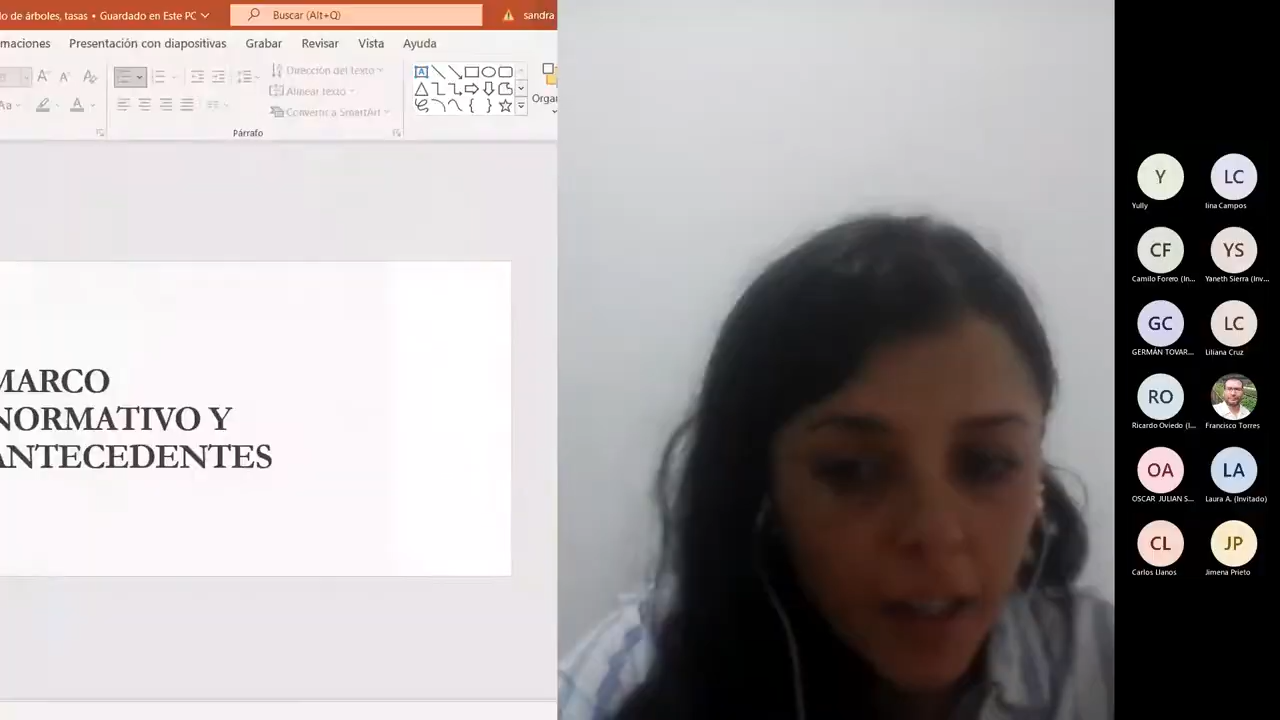 lo de árboles, tasas • Guardado en Este PC
Buscar (Alt+Q)
sandra
maciones
Presentación con diapositivas
Grabar
Revisar
Vista
Ayuda
Dirección del texto
Alinear texto
Convertir a SmartArt
Aa
Párrafo
Organ
MARCO
NORMATIVO Y
ANTECEDENTES
Y
LC
Yully
lina Campos
CF
YS
Camilo Forero (In...
Yaneth Sierra (Inv...
GC
LC
GERMÁN TOVAR...
Liliana Cruz
RO
Ricardo Oviedo (I...
Francisco Torres
OA
LA
OSCAR JULIAN S...
Laura A. (Invitado)
CL
JP
Carlos Llanos
Jimena Prieto